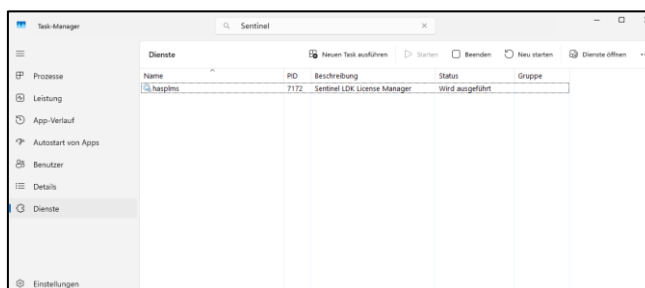 Task-Manager
Sentinel
Dienste
Neuen Task ausführen
Starten
Beenden
Neu starten
Dienste öffnen
Prozesse
Leistung
App-Verlauf
Autostart von Apps
Benutzer
Details
Dienste
Einstellungen
Name PID Beschreibung Status Gruppe
hasplms 7172 Sentinel LDK License Manager Wird ausgeführt